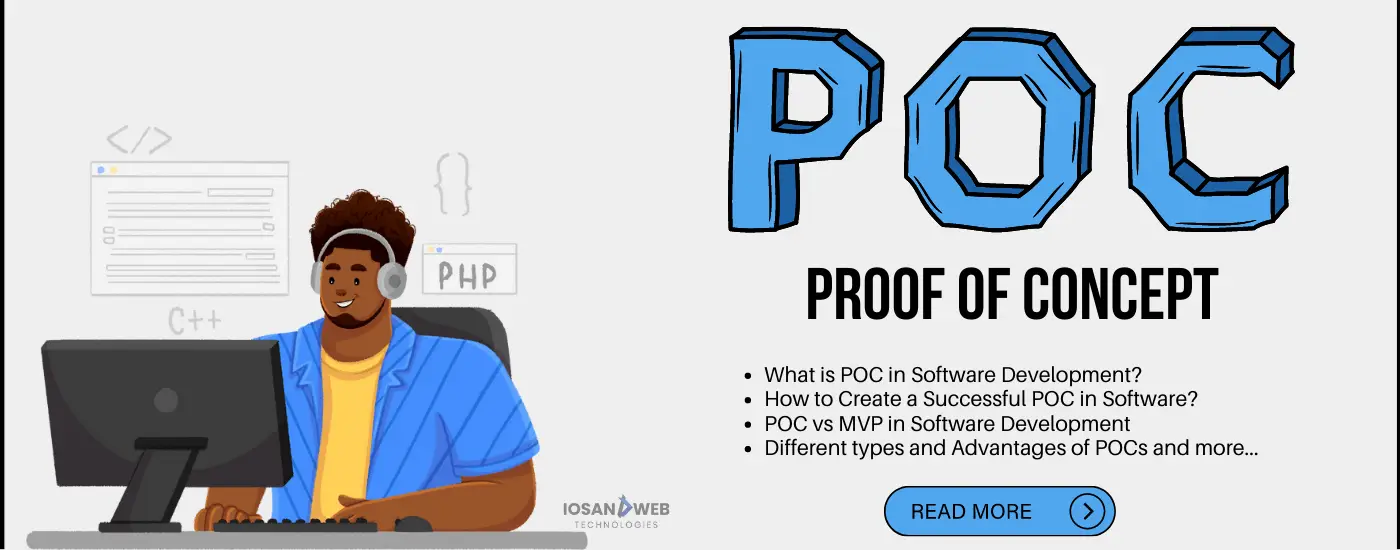 </>
{}
PHP
C++
IOSANDWEB
TECHNOLOGIES
POC
PROOF OF CONCEPT
• What is POC in Software Development?
• How to Create a Successful POC in Software?
• POC vs MVP in Software Development
• Different types and Advantages of POCs and more...
READ MORE